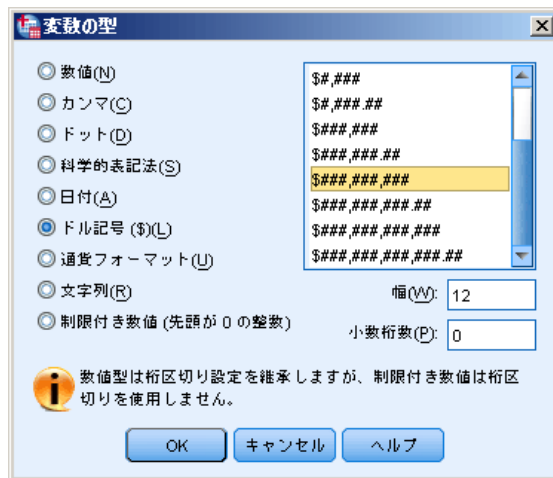 変数の型
数値(N)
カンマ(C)
ドット(D)
科学的表記法(S)
日付(A)
ドル記号 ($)(L)
通貨フォーマット(U)
文字列(R)
制限付き数値 (先頭が 0 の整数)
$#,###
$#,###.##
$###,###
$###,###.##
$###,###,###
$###,###,###.##
$###,###,###,###
$###,###,###,###.##
幅(W): 12
小数桁数(P): 0
数値型は桁区切り設定を継承しますが、制限付き数値は桁区
切りを使用しません。
OK キャンセル ヘルプ